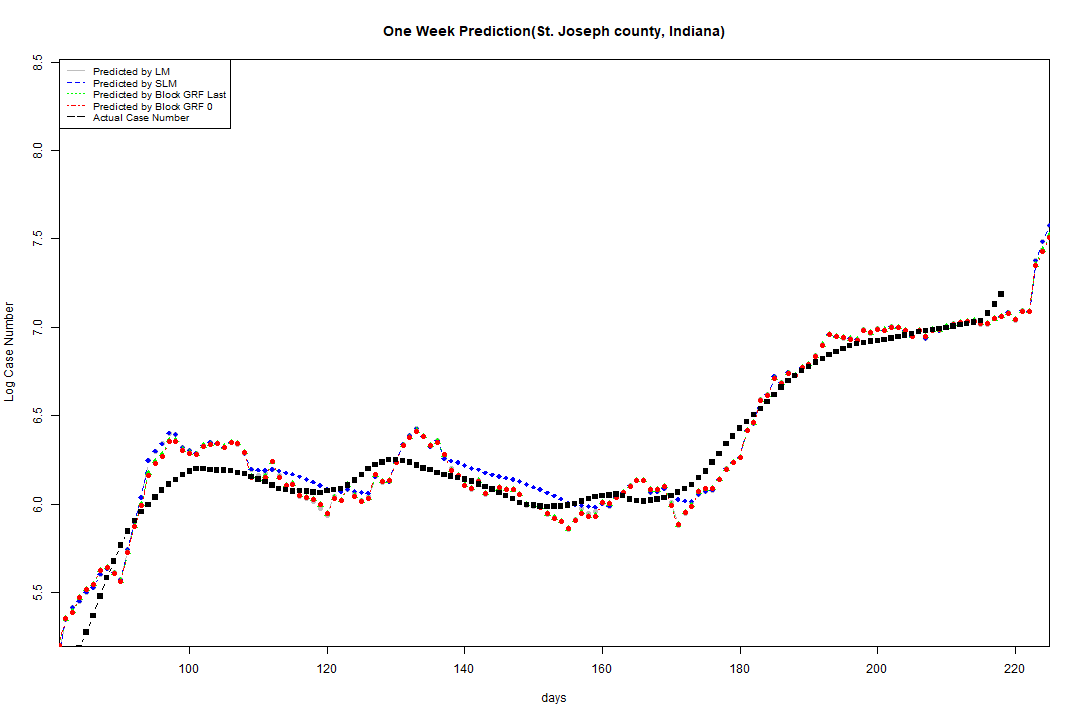 One Week Prediction(St. Joseph county, Indiana)
Predicted by LM
Predicted by SLM
Predicted by Block GRF Last
Predicted by Block GRF 0
Actual Case Number
8.5
8.0
7.5
7.0
6.5
6.0
5.5
Log Case Number
100 120 140 160 180 200 220
days